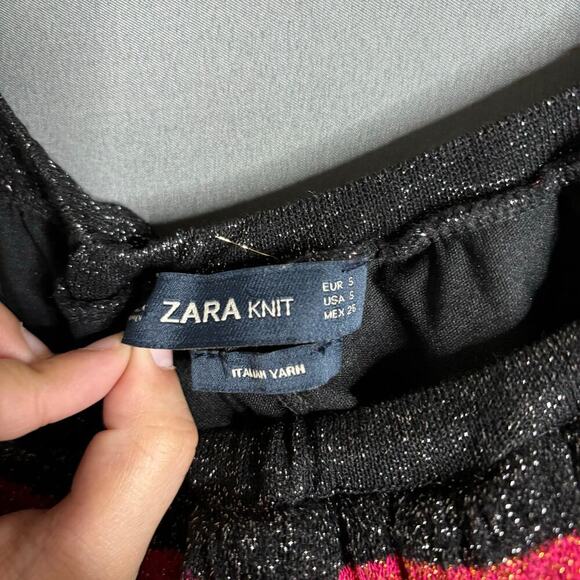 ZARA KNIT
EUR S
USA S
MEX 26
ITALIAN YARN